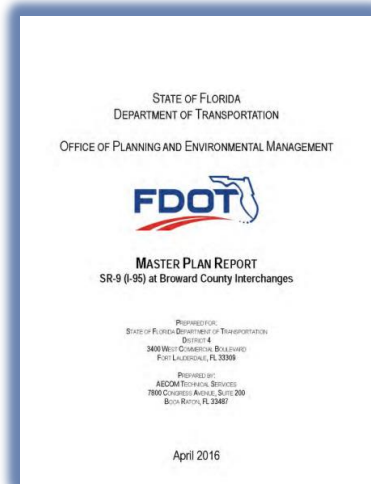 STATE OF FLORIDA
DEPARTMENT OF TRANSPORTATION
OFFICE OF PLANNING AND ENVIRONMENTAL MANAGEMENT
FDOT
MASTER PLAN REPORT
SR-9 (I-95) at Broward County Interchanges
PREPARED FOR:
STATE OF FLORIDA DEPARTMENT OF TRANSPORTATION
DISTRICT 4
3400 WEST COMMERCIAL BOULEVARD
FORT LAUDERDALE, FL 33309
PREPARED BY:
AECOM TECHNICAL SERVICES
7800 CONGRESS AVENUE, SUITE 200
BOCA RATON, FL 33487
April 2016